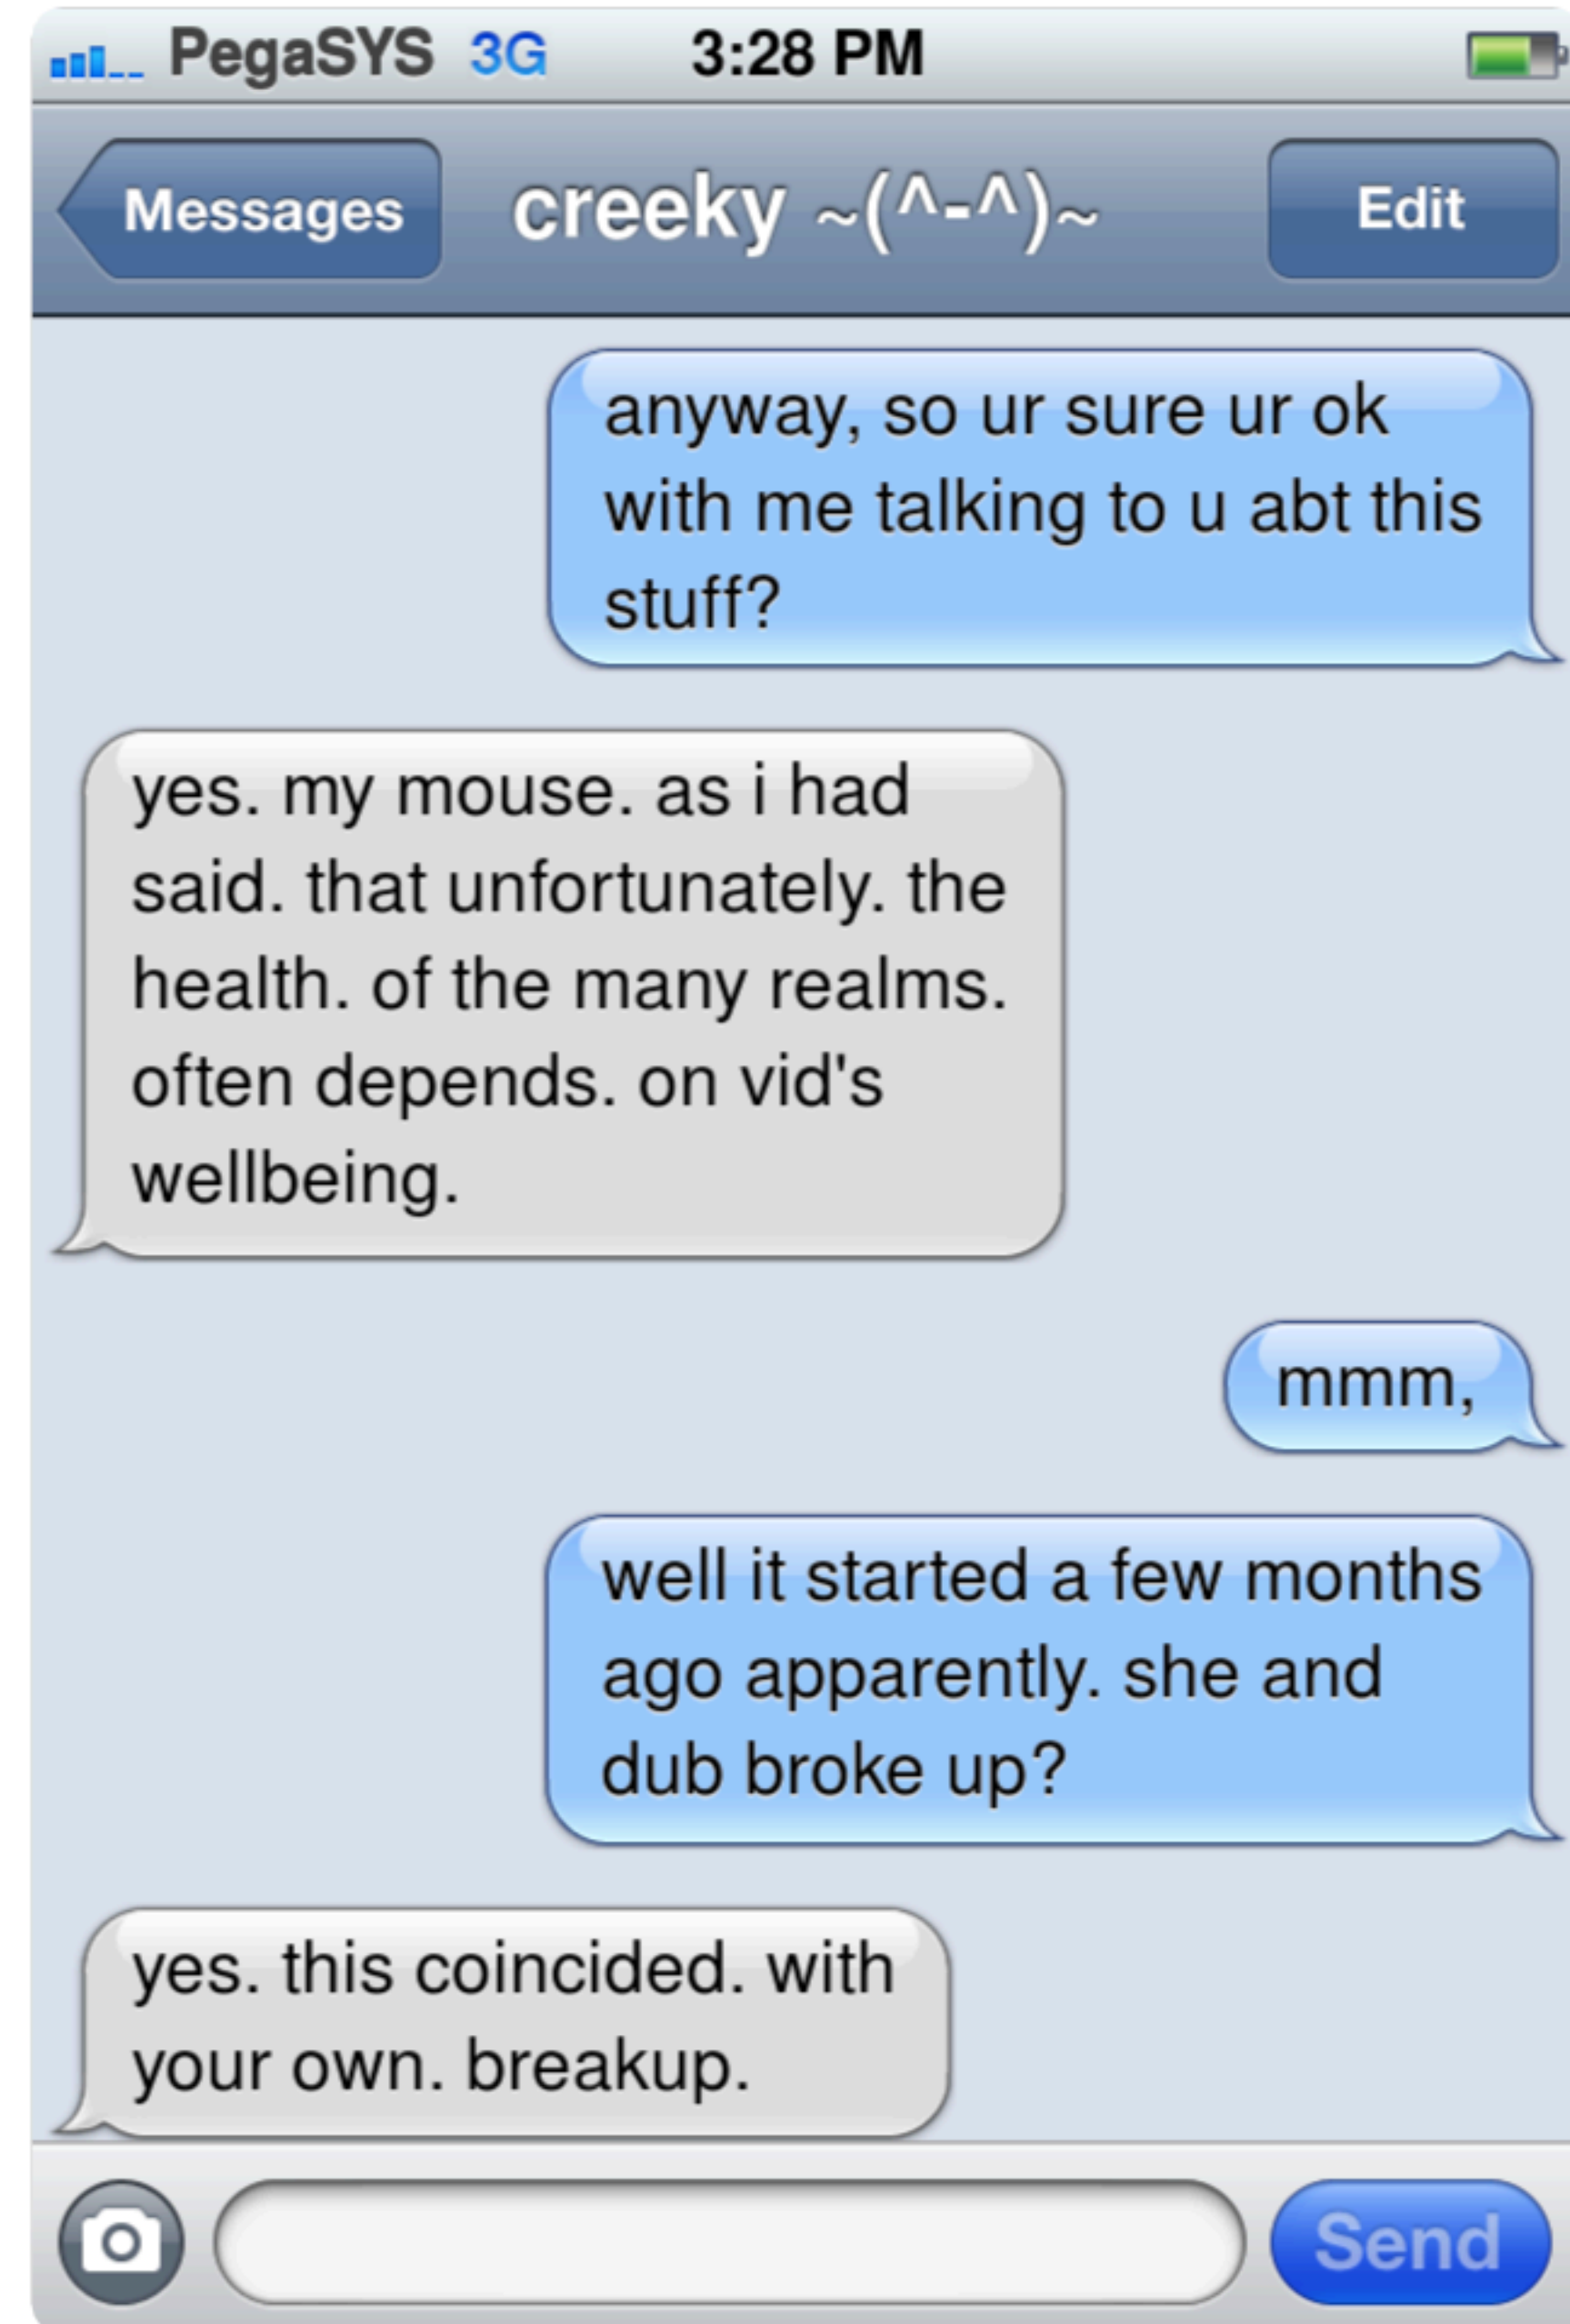 PegaSYS 3G 3:28 PM
Messages creeky ~(^-^)~ Edit
anyway, so ur sure ur ok
with me talking to u abt this
stuff?
yes. my mouse. as i had
said. that unfortunately. the
health. of the many realms.
often depends. on vid's
wellbeing.
mmm,
well it started a few months
ago apparently. she and
dub broke up?
yes. this coincided. with
your own. breakup.
Send